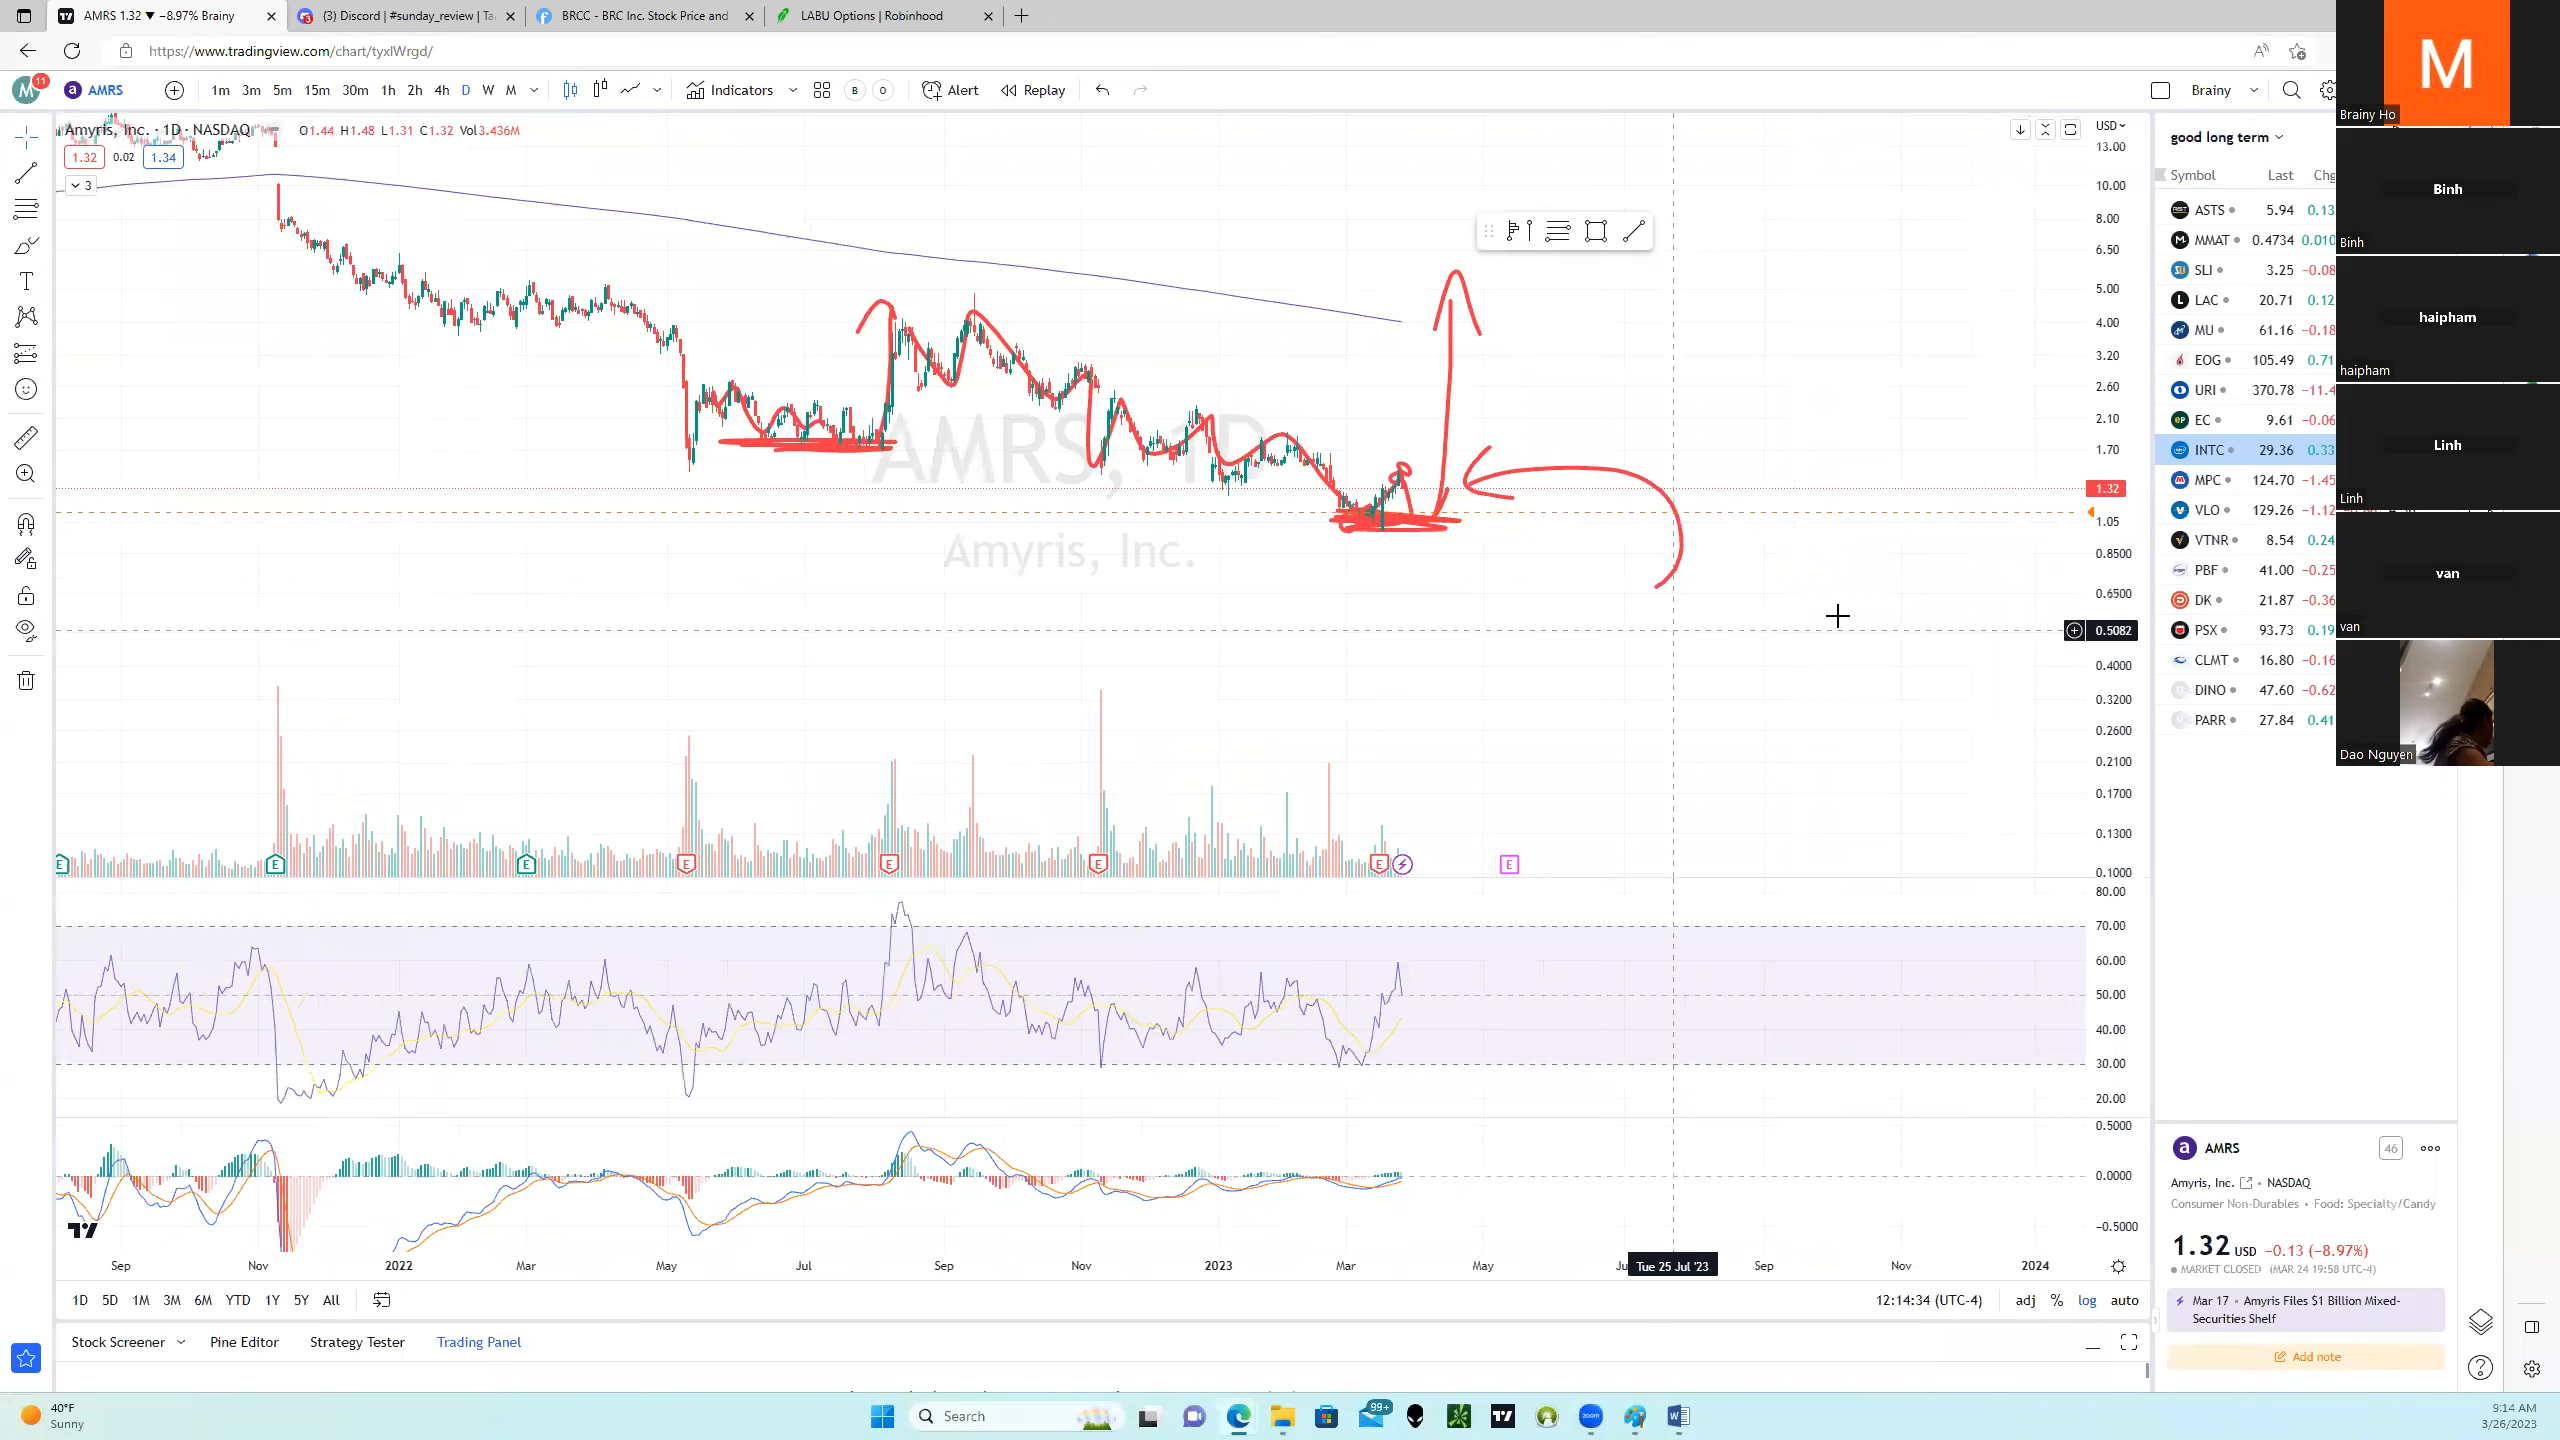 AMRS 1.32 ▼ −8.97% Brainy
(3) Discord | #sunday_review | Ta
BRCC - BRC Inc. Stock Price and
LABU Options | Robinhood
https://www.tradingview.com/chart/tyxlWrgd/
M 11
AMRS
1m 3m 5m 15m 30m 1h 2h 4h D W M
Indicators
B
O
Alert
Replay
Brainy
Amyris, Inc. · 1D · NASDAQ
O1.44 H1.48 L1.31 C1.32 Vol3.436M
1.32 0.02 1.34
3
AMRS, 1D
Amyris, Inc.
USD
13.00
10.00
8.00
6.50
5.00
4.00
3.20
2.60
2.10
1.70
1.32
1.05
0.8500
0.6500
0.5082
0.4000
0.3200
0.2600
0.2100
0.1700
0.1300
0.1000
80.00
70.00
60.00
50.00
40.00
30.00
20.00
0.5000
0.0000
−0.5000
E E E E E E E E
Sep Nov 2022 Mar May Jul Sep Nov 2023 Mar May Ju Tue 25 Jul '23 Sep Nov 2024
1D 5D 1M 3M 6M YTD 1Y 5Y All
12:14:34 (UTC-4)
adj % log auto
Stock Screener
Pine Editor
Strategy Tester
Trading Panel
good long term
Symbol Last Chg
ASTS 5.94 0.13
MMAT 0.4734 0.010
SLI 3.25 −0.08
LAC 20.71 0.12
MU 61.16 −0.18
EOG 105.49 0.71
URI 370.78 −11.4
EC 9.61 −0.06
INTC 29.36 0.33
MPC 124.70 −1.45
VLO 129.26 −1.12
VTNR 8.54 0.24
PBF 41.00 −0.25
DK 21.87 −0.36
PSX 93.73 0.19
CLMT 16.80 −0.16
DINO 47.60 −0.62
PARR 27.84 0.41
AMRS
46
Amyris, Inc. • NASDAQ
Consumer Non-Durables • Food: Specialty/Candy
1.32 USD −0.13 (−8.97%)
MARKET CLOSED (MAR 24 19:58 UTC-4)
Mar 17 • Amyris Files $1 Billion Mixed-
Securities Shelf
Add note
M
Brainy Ho
Binh
Binh
haipham
haipham
Linh
Linh
van
van
Dao Nguyen
40°F
Sunny
Search
99+
zoom
9:14 AM
3/26/2023